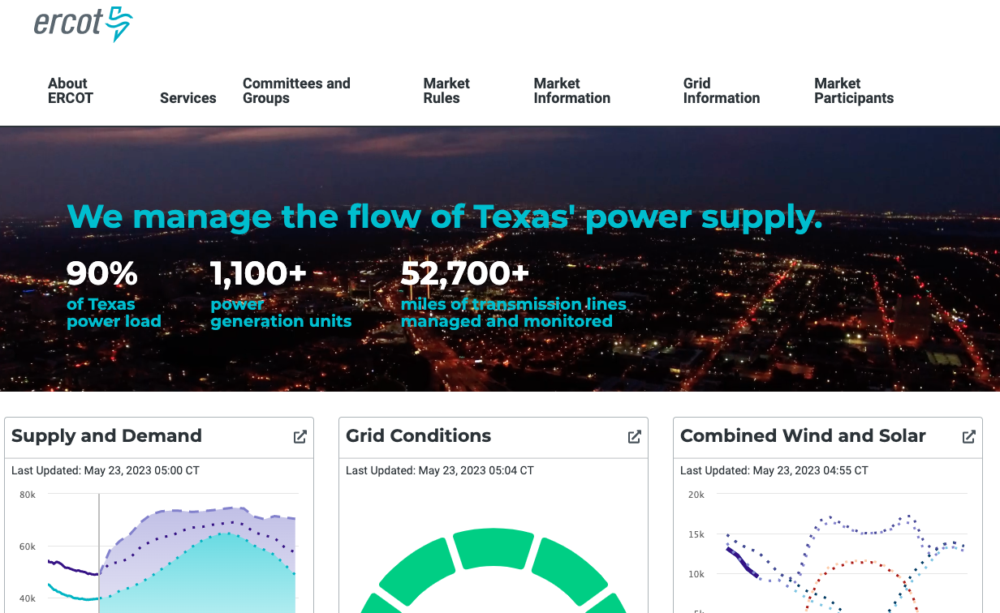 ercot
About
ERCOT
Services
Committees and
Groups
Market
Rules
Market
Information
Grid
Information
Market
Participants
We manage the flow of Texas' power supply.
90%
of Texas
power load
1,100+
power
generation units
52,700+
miles of transmission lines
managed and monitored
Supply and Demand
Last Updated: May 23, 2023 05:00 CT
80k
60k
40k
Grid Conditions
Last Updated: May 23, 2023 05:04 CT
Combined Wind and Solar
Last Updated: May 23, 2023 04:55 CT
20k
15k
10k
5k